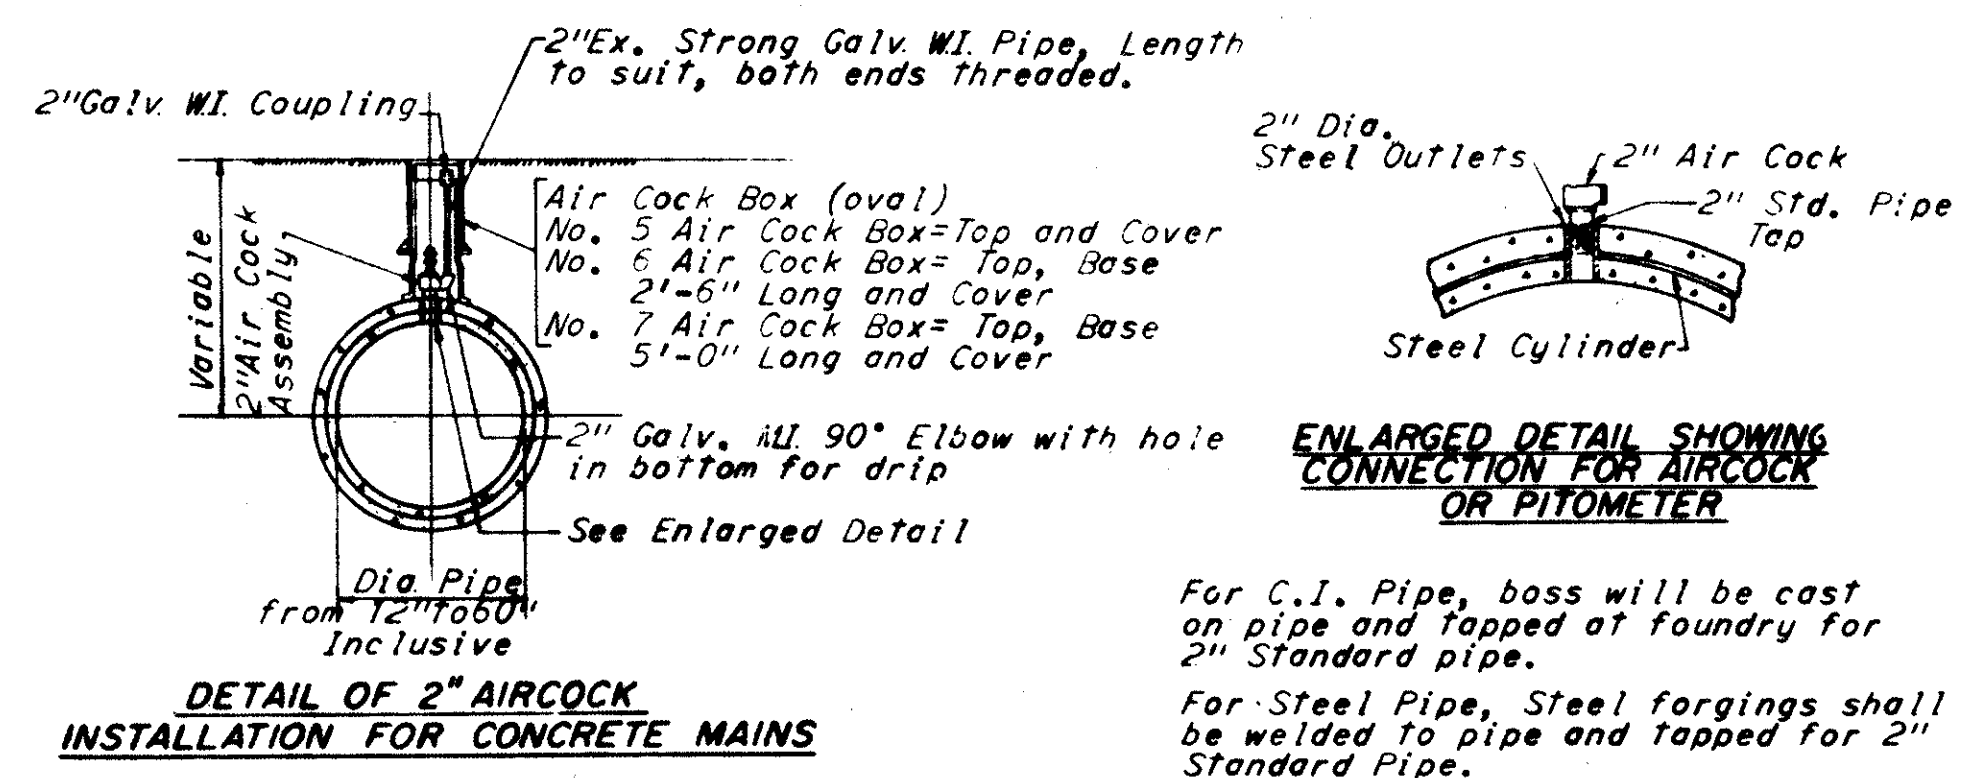 2"Ex. Strong Galv. W.I. Pipe, Length
to suit, both ends threaded.
2"Galv. W.I. Coupling
Air Cock Box (oval)
No. 5 Air Cock Box=Top and Cover
No. 6 Air Cock Box= Top, Base
2'-6" Long and Cover
No. 7 Air Cock Box= Top, Base
5'-0" Long and Cover
Variable
2"Air Cock
Assembly
2" Galv. M.I. 90° Elbow with hole
in bottom for drip
See Enlarged Detail
Dia. Pipe
from 12"to60"
Inclusive
DETAIL OF 2" AIRCOCK
INSTALLATION FOR CONCRETE MAINS
2" Dia.
Steel Outlets
2" Air Cock
2" Std. Pipe
Tap
Steel Cylinder
ENLARGED DETAIL SHOWING
CONNECTION FOR AIRCOCK
OR PITOMETER
For C.I. Pipe, boss will be cast
on pipe and tapped at foundry for
2" Standard pipe.
For Steel Pipe, Steel forgings shall
be welded to pipe and tapped for 2"
Standard Pipe.